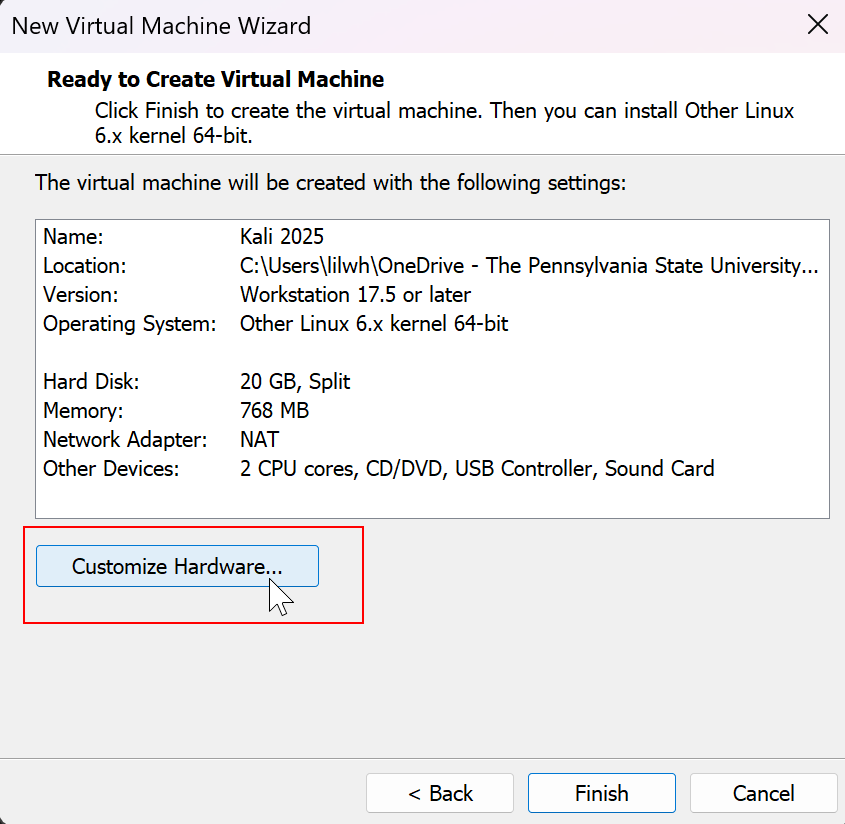 New Virtual Machine Wizard
Ready to Create Virtual Machine
Click Finish to create the virtual machine. Then you can install Other Linux
6.x kernel 64-bit.
The virtual machine will be created with the following settings:
Name: Kali 2025
Location: C:\Users\lilwh\OneDrive - The Pennsylvania State University...
Version: Workstation 17.5 or later
Operating System: Other Linux 6.x kernel 64-bit
Hard Disk: 20 GB, Split
Memory: 768 MB
Network Adapter: NAT
Other Devices: 2 CPU cores, CD/DVD, USB Controller, Sound Card
Customize Hardware...
< Back Finish Cancel